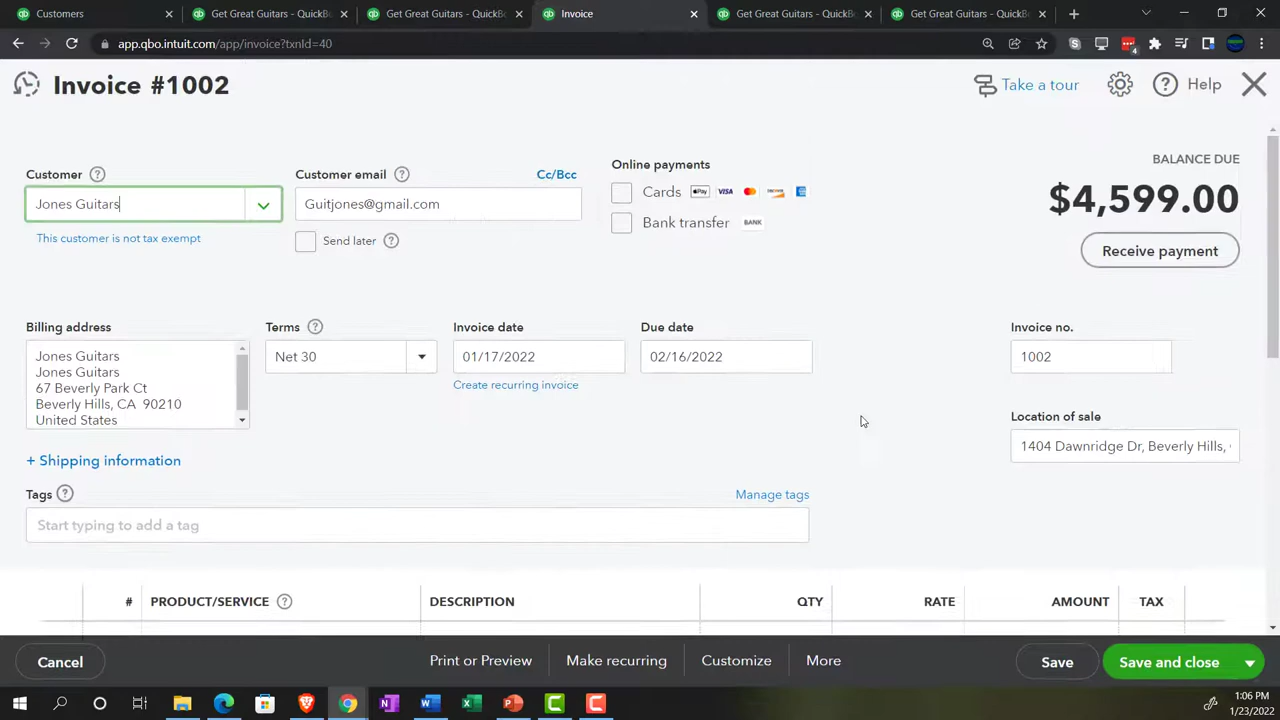 Customers
Get Great Guitars - QuickBo
Get Great Guitars - QuickBo
Invoice
Get Great Guitars - QuickBo
Get Great Guitars - QuickBo
app.qbo.intuit.com/app/invoice?txnId=40
4
Invoice #1002
Take a tour
Help
Customer
Customer email
Cc/Bcc
Online payments
BALANCE DUE
Jones Guitars
Guitjones@gmail.com
Cards
Pay
VISA
$4,599.00
This customer is not tax exempt
Send later
Bank transfer
BANK
Receive payment
Billing address
Terms
Invoice date
Due date
Invoice no.
Jones Guitars
Jones Guitars
67 Beverly Park Ct
Beverly Hills, CA 90210
United States
Net 30
01/17/2022
02/16/2022
1002
Create recurring invoice
Location of sale
1404 Dawnridge Dr, Beverly Hills,
+ Shipping information
Tags
Manage tags
Start typing to add a tag
# PRODUCT/SERVICE DESCRIPTION QTY RATE AMOUNT TAX
Cancel
Print or Preview
Make recurring
Customize
More
Save
Save and close
1:06 PM
1/23/2022